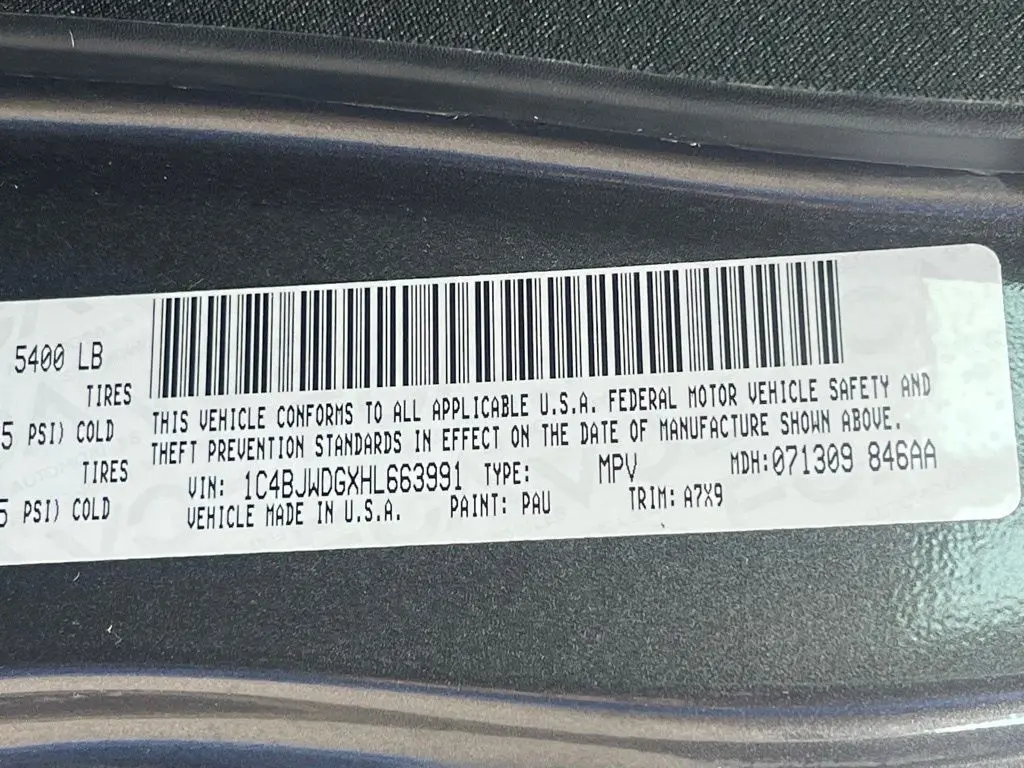 5400 LB
TIRES
5 PSI) COLD
TIRES
5 PSI) COLD
THIS VEHICLE CONFORMS TO ALL APPLICABLE U.S.A. FEDERAL MOTOR VEHICLE SAFETY AND
THEFT PREVENTION STANDARDS IN EFFECT ON THE DATE OF MANUFACTURE SHOWN ABOVE.
VIN: 1C4BJWDGXHL663991 TYPE: MPV MDH:071309 846AA
VEHICLE MADE IN U.S.A. PAINT: PAU TRIM: A7X9